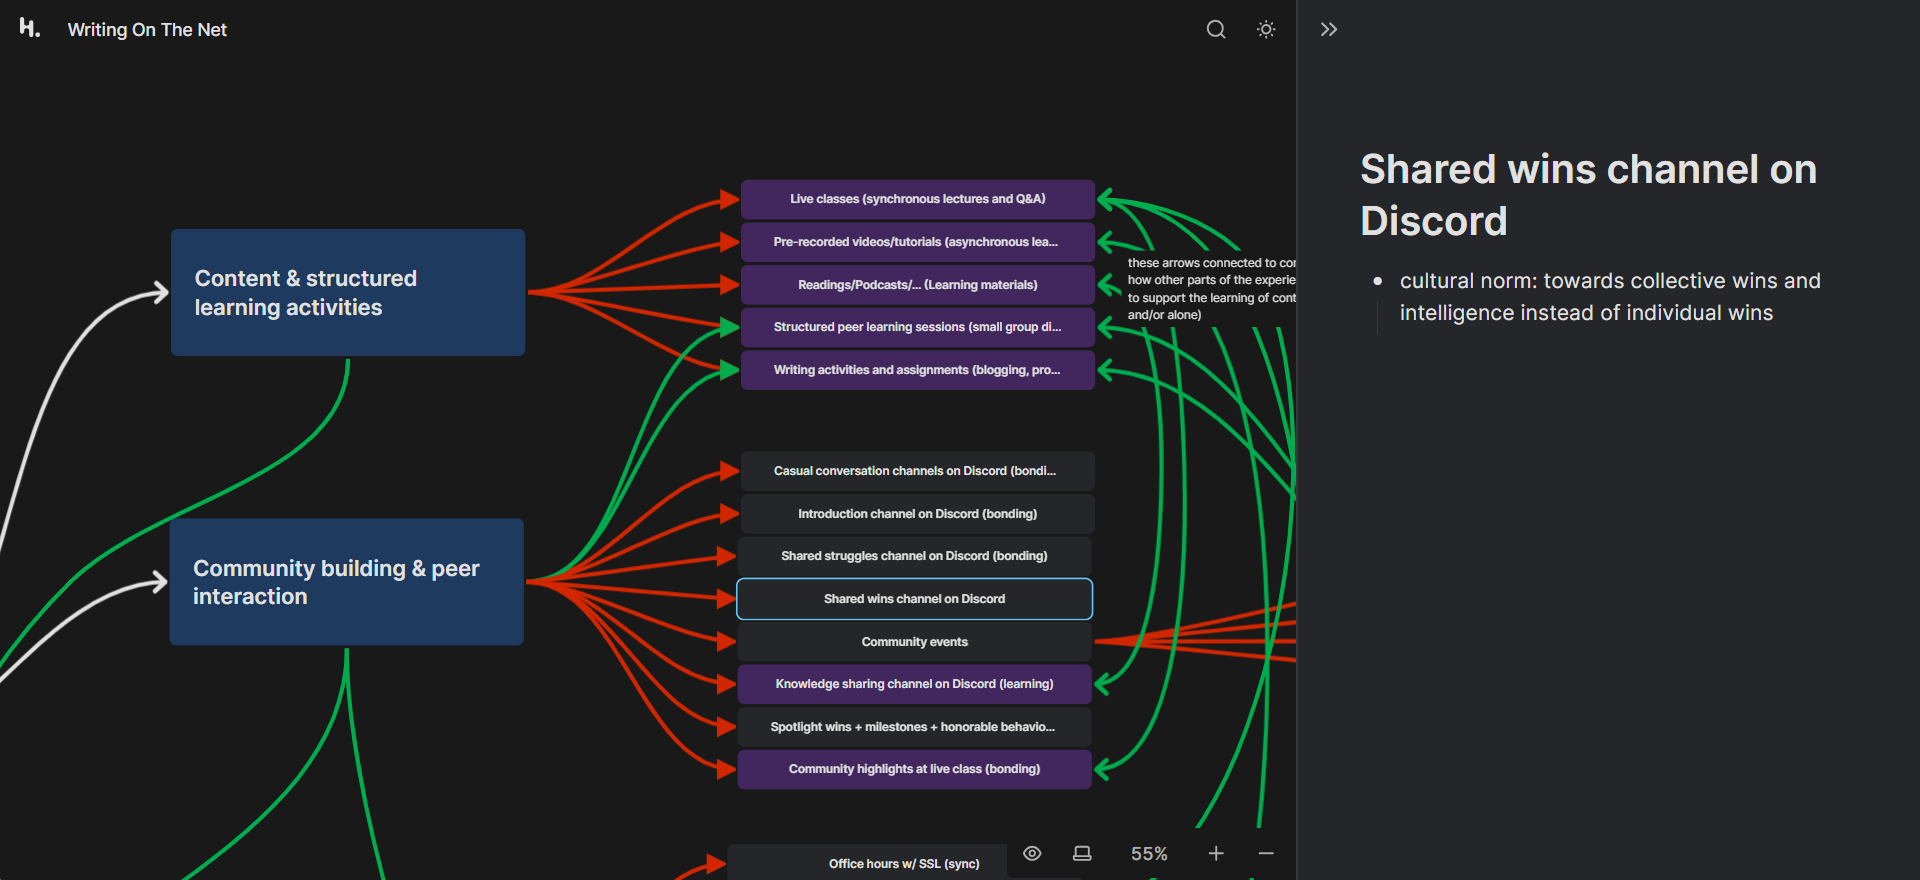 H.
Writing On The Net
Live classes (synchronous lectures and Q&A)
Pre-recorded videos/tutorials (asynchronous lea...
Readings/Podcasts/... (Learning materials)
Structured peer learning sessions (small group di...
Writing activities and assignments (blogging, pro...
Content & structured
learning activities
these arrows connected to con
how other parts of the experie
to support the learning of cont
and/or alone)
Casual conversation channels on Discord (bondi...
Introduction channel on Discord (bonding)
Shared struggles channel on Discord (bonding)
Shared wins channel on Discord
Community events
Knowledge sharing channel on Discord (learning)
Spotlight wins + milestones + honorable behavio...
Community highlights at live class (bonding)
Community building & peer
interaction
Office hours w/ SSL (sync)
55%
Shared wins channel on
Discord
cultural norm: towards collective wins and
intelligence instead of individual wins